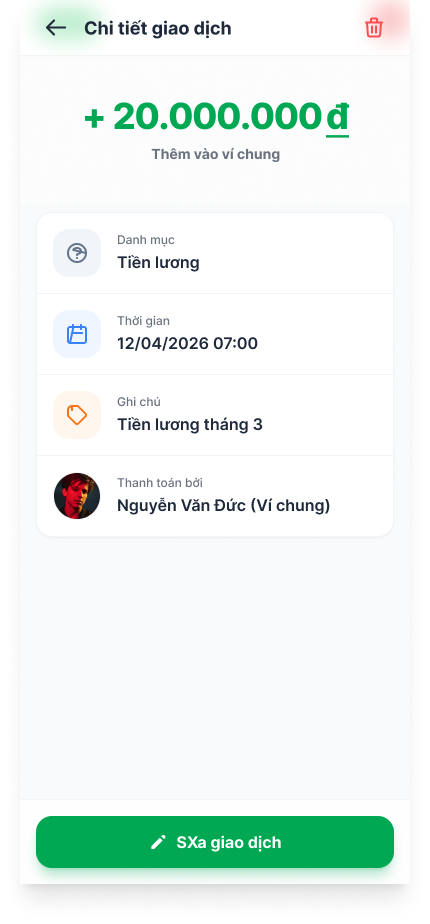 Chi tiết giao dịch
+ 20.000.000đ
Thêm vào ví chung
Danh mục
Tiền lương
Thời gian
12/04/2026 07:00
Ghi chú
Tiền lương tháng 3
Thanh toán bởi
Nguyễn Văn Đức (Ví chung)
SXa giao dịch